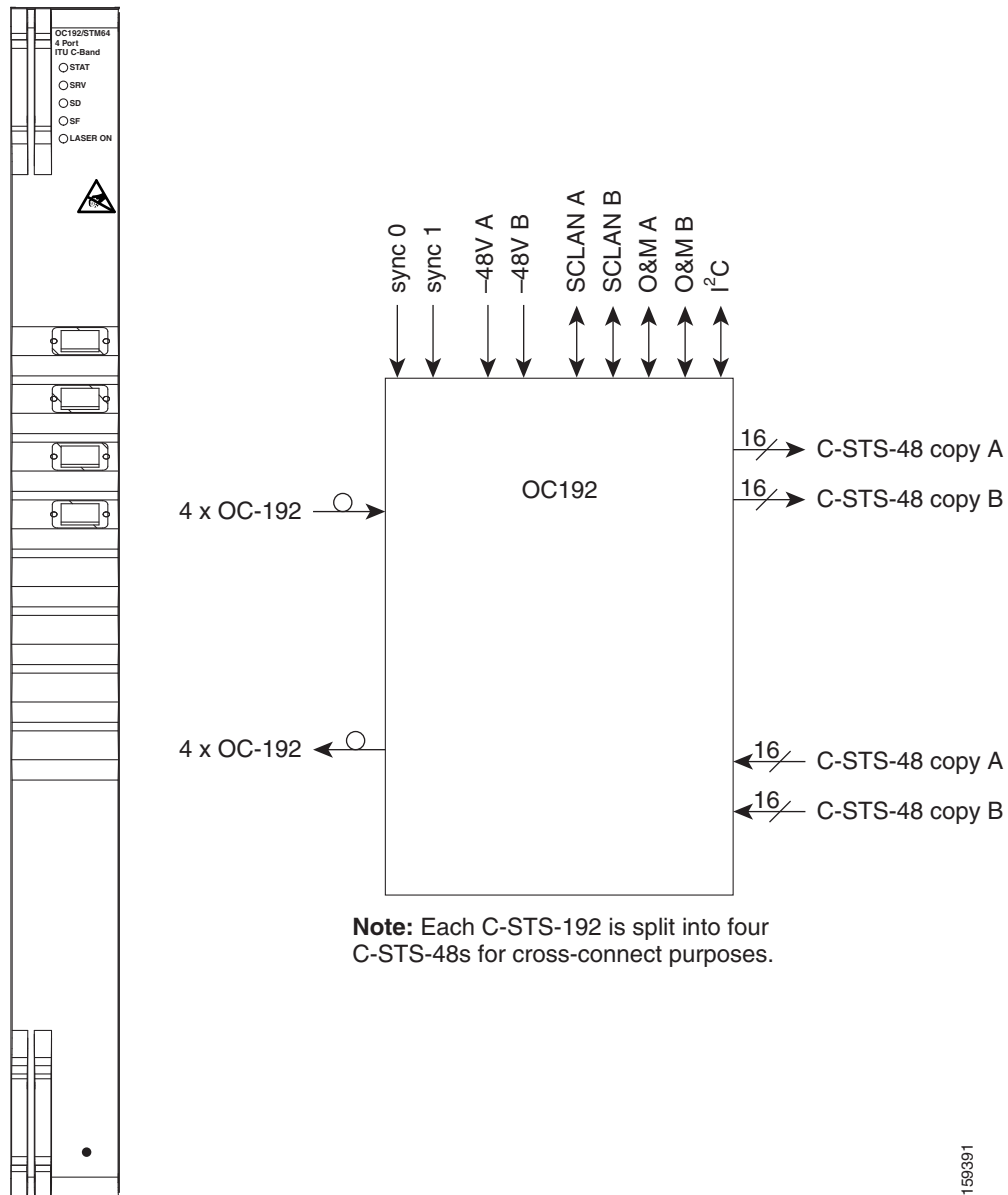 OC192/STM64
4 Port
ITU C-Band
STAT
SRV
SD
SF
LASER ON
sync 0
sync 1
–48V A
–48V B
SCLAN A
SCLAN B
O&M A
O&M B
I²C
16
C-STS-48 copy A
OC192
16
C-STS-48 copy B
4 x OC-192
4 x OC-192
16
C-STS-48 copy A
16
C-STS-48 copy B
Note: Each C-STS-192 is split into four
C-STS-48s for cross-connect purposes.
159391